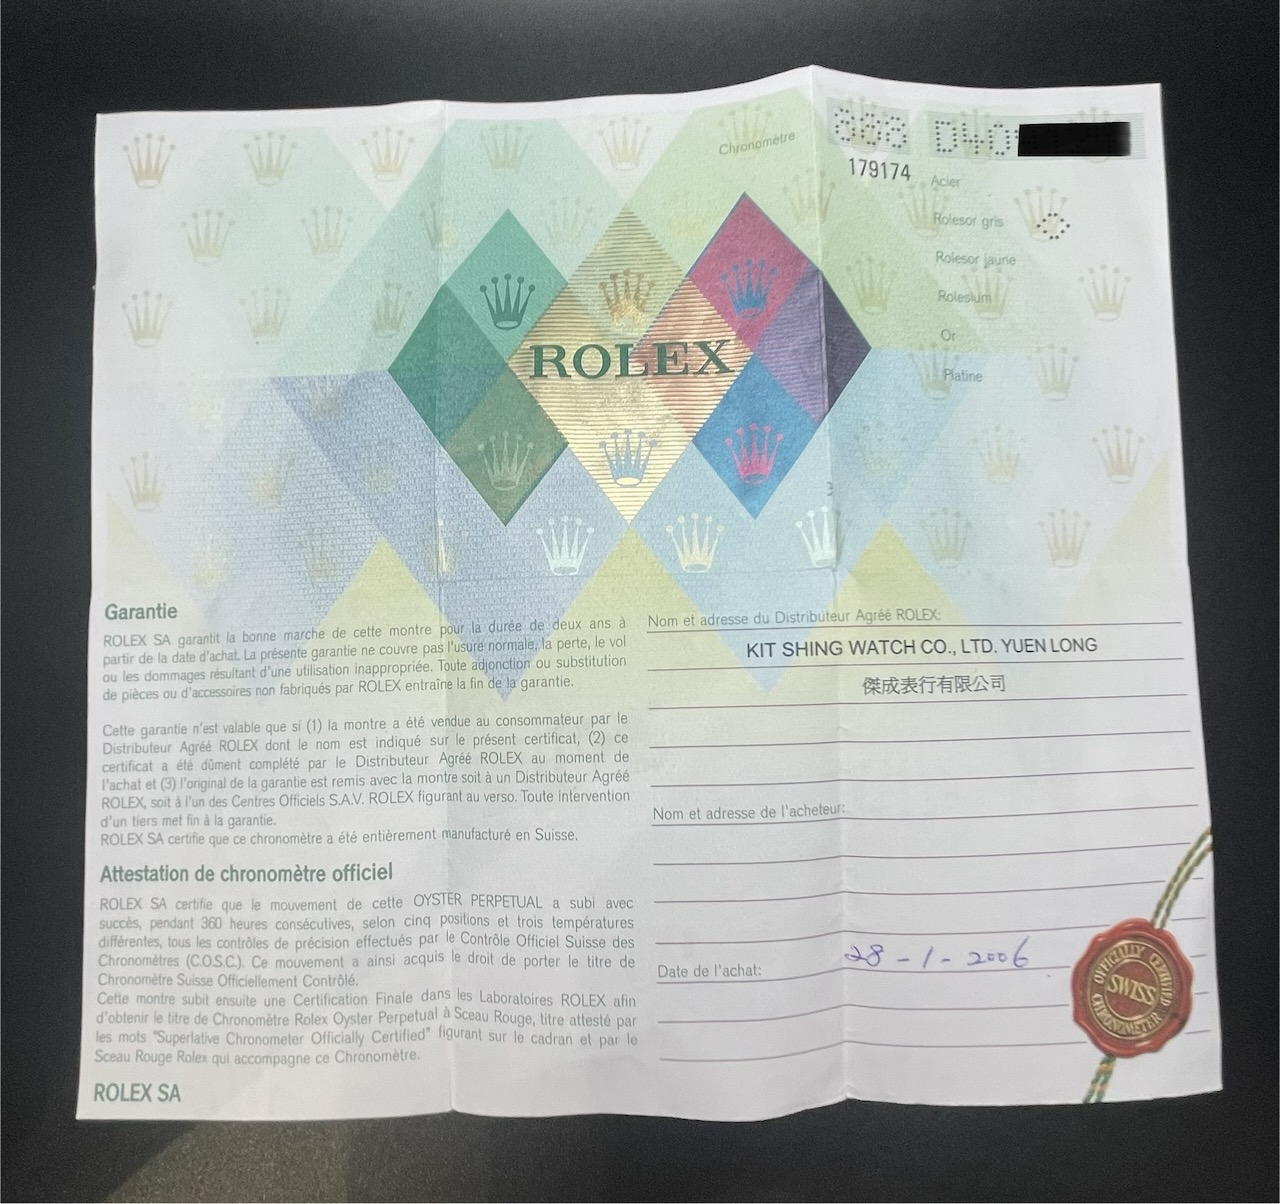 Chronomètre
888 D40
179174
Acier
Rolesor gris
Rolesor jaune
Rolesium
Or
Platine
ROLEX
Garantie
ROLEX SA garantit la bonne marche de cette montre pour la durée de deux ans à
partir de la date d'achat. La présente garantie ne couvre pas l'usure normale, la perte, le vol
ou les dommages résultant d'une utilisation inappropriée. Toute adjonction ou substitution
de pièces ou d'accessoires non fabriqués par ROLEX entraîne la fin de la garantie.
Cette garantie n'est valable que si (1) la montre a été vendue au consommateur par le
Distributeur Agréé ROLEX dont le nom est indiqué sur le présent certificat, (2) ce
certificat a été dûment complété par le Distributeur Agréé ROLEX au moment de
l'achat et (3) l'original de la garantie est remis avec la montre soit à un Distributeur Agréé
ROLEX, soit à l'un des Centres Officiels S.A.V. ROLEX figurant au verso. Toute intervention
d'un tiers met fin à la garantie.
ROLEX SA certifie que ce chronomètre a été entièrement manufacturé en Suisse.
Attestation de chronomètre officiel
ROLEX SA certifie que le mouvement de cette OYSTER PERPETUAL a subi avec
succès, pendant 360 heures consécutives, selon cinq positions et trois températures
différentes, tous les contrôles de précision effectués par le Contrôle Officiel Suisse des
Chronomètres (C.O.S.C.). Ce mouvement a ainsi acquis le droit de porter le titre de
Chronomètre Suisse Officiellement Contrôlé.
Cette montre subit ensuite une Certification Finale dans les Laboratoires ROLEX afin
d'obtenir le titre de Chronomètre Rolex Oyster Perpetual à Sceau Rouge, titre attesté par
les mots "Superlative Chronometer Officially Certified" figurant sur le cadran et par le
Sceau Rouge Rolex qui accompagne ce Chronomètre.
ROLEX SA
Nom et adresse du Distributeur Agréé ROLEX:
KIT SHING WATCH CO., LTD. YUEN LONG
傑成表行有限公司
Nom et adresse de l'acheteur:
Date de l'achat: 28-1-2006
OFFICIALLY CERTIFIED
SWISS
CHRONOMETER